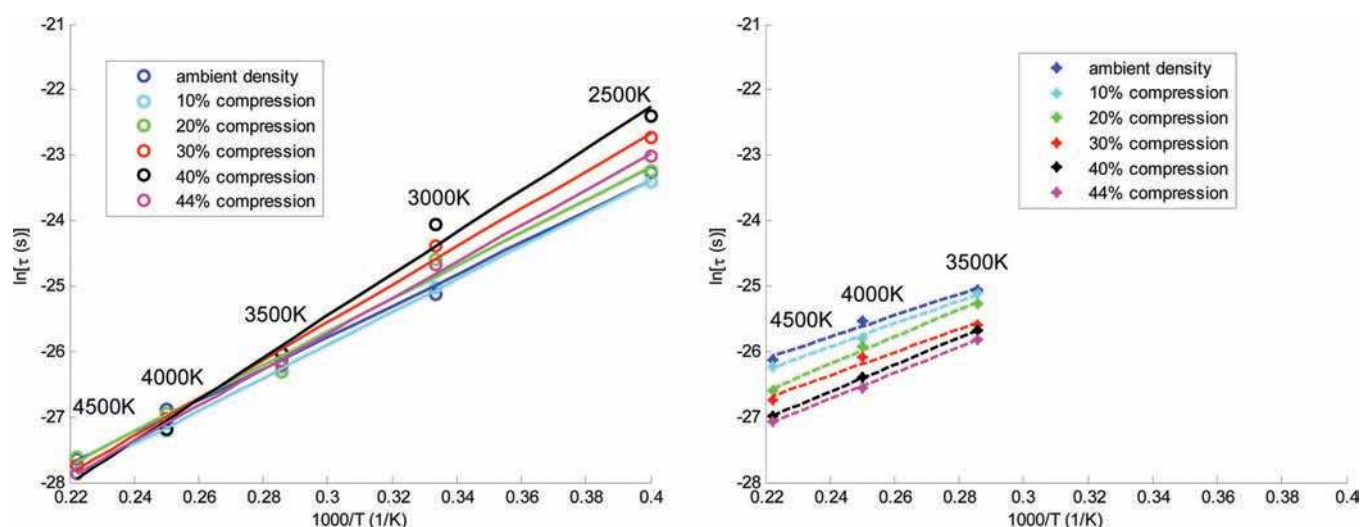 -21
-22
-23
-24
-25
-26
-27
-28
ln[τ (s)]
ambient density
10% compression
20% compression
30% compression
40% compression
44% compression
2500K
3000K
3500K
4000K
4500K
0.22 0.24 0.26 0.28 0.3 0.32 0.34 0.36 0.38 0.4
1000/T (1/K)
-21
-22
-23
-24
-25
-26
-27
-28
ln[τ (s)]
ambient density
10% compression
20% compression
30% compression
40% compression
44% compression
3500K
4000K
4500K
0.22 0.24 0.26 0.28 0.3 0.32 0.34 0.36 0.38 0.4
1000/T (1/K)